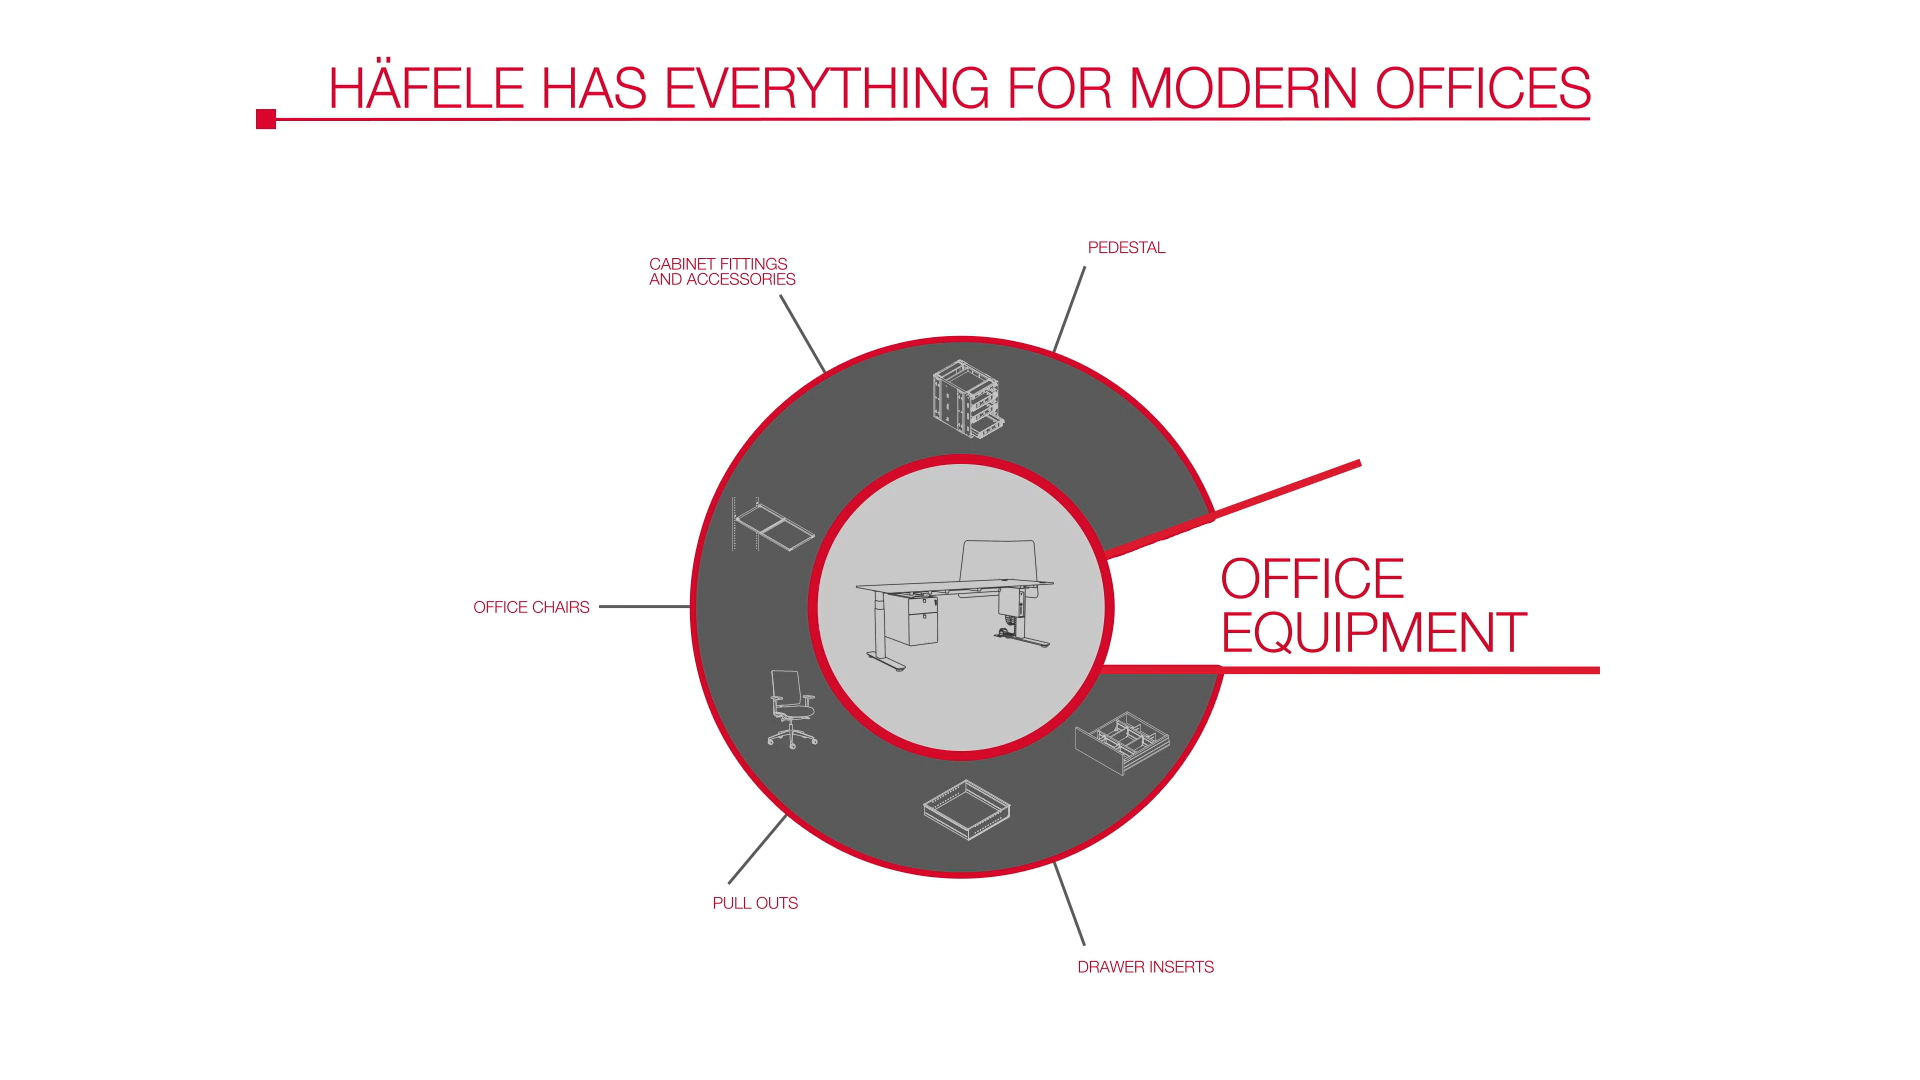 HÄFELE HAS EVERYTHING FOR MODERN OFFICES
PEDESTAL
CABINET FITTINGS
AND ACCESSORIES
OFFICE
EQUIPMENT
OFFICE CHAIRS
PULL OUTS
DRAWER INSERTS